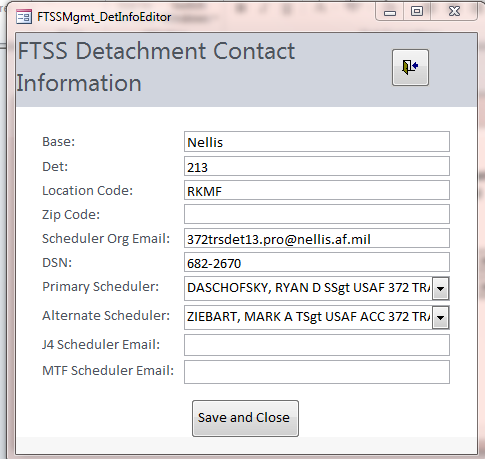 FTSSMgmt_DetInfoEditor
FTSS Detachment Contact
Information
Base: Nellis
Det: 213
Location Code: RKMF
Zip Code:
Scheduler Org Email: 372trsdet13.pro@nellis.af.mil
DSN: 682-2670
Primary Scheduler: DASCHOFSKY, RYAN D SSgt USAF 372 TRA
Alternate Scheduler: ZIEBART, MARK A TSgt USAF ACC 372 TRA
J4 Scheduler Email:
MTF Scheduler Email:
Save and Close